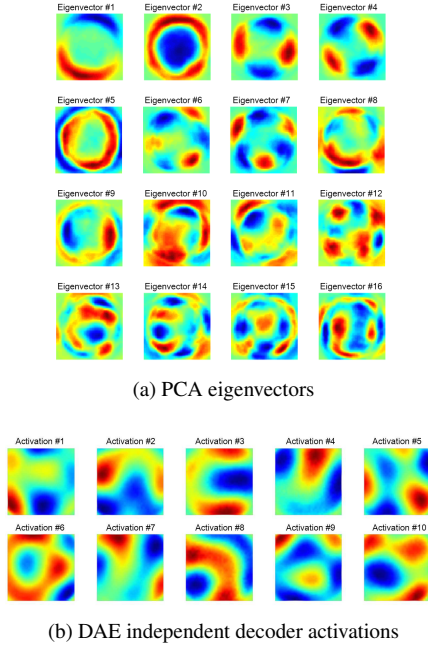 Eigenvector #1 Eigenvector #2 Eigenvector #3 Eigenvector #4
Eigenvector #5 Eigenvector #6 Eigenvector #7 Eigenvector #8
Eigenvector #9 Eigenvector #10 Eigenvector #11 Eigenvector #12
Eigenvector #13 Eigenvector #14 Eigenvector #15 Eigenvector #16
(a) PCA eigenvectors
Activation #1 Activation #2 Activation #3 Activation #4 Activation #5
Activation #6 Activation #7 Activation #8 Activation #9 Activation #10
(b) DAE independent decoder activations